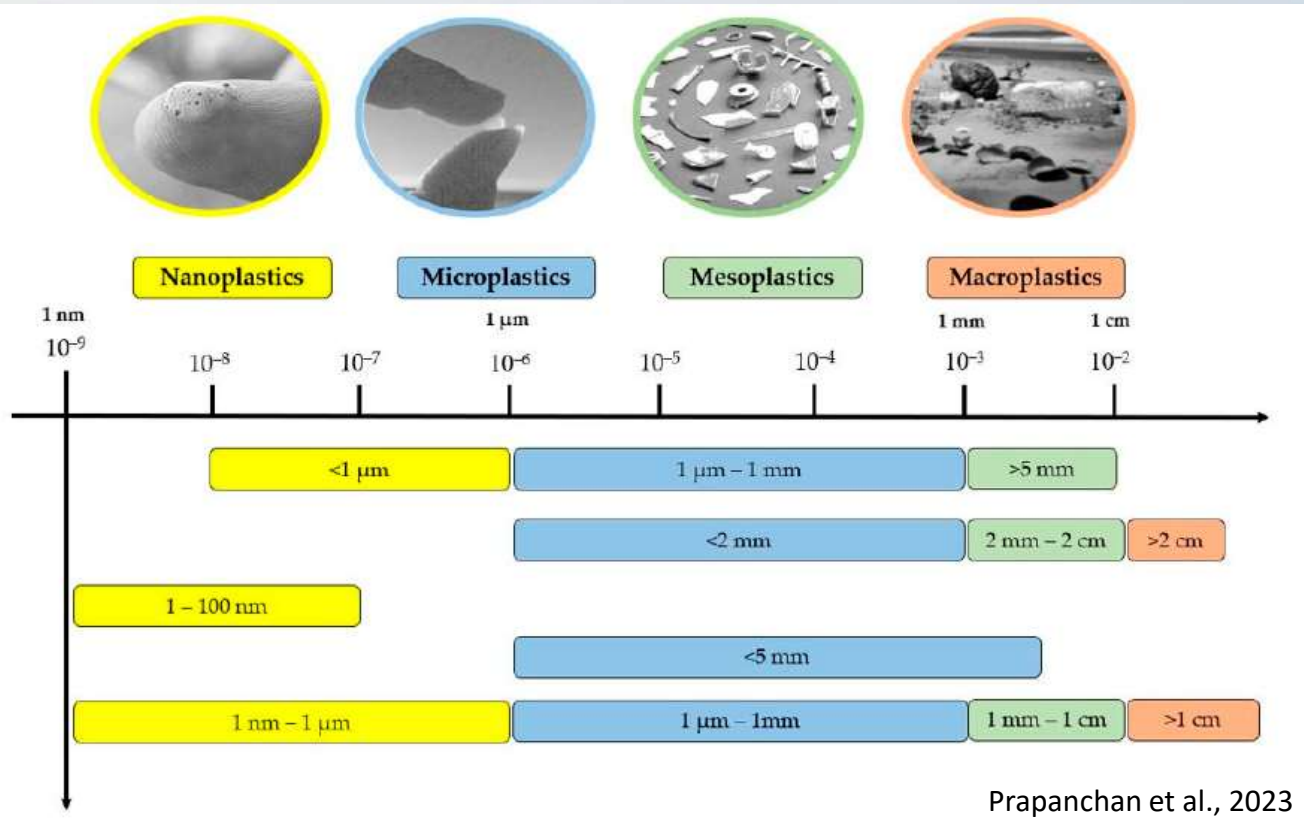 Nanoplastics
Microplastics
Mesoplastics
Macroplastics
1 nm
1 µm
1 mm
1 cm
10⁻⁹
10⁻⁸
10⁻⁷
10⁻⁶
10⁻⁵
10⁻⁴
10⁻³
10⁻²
<1 µm
1 µm – 1 mm
>5 mm
<2 mm
2 mm – 2 cm
>2 cm
1 – 100 nm
<5 mm
1 nm – 1 µm
1 µm – 1mm
1 mm – 1 cm
>1 cm
Prapanchan et al., 2023